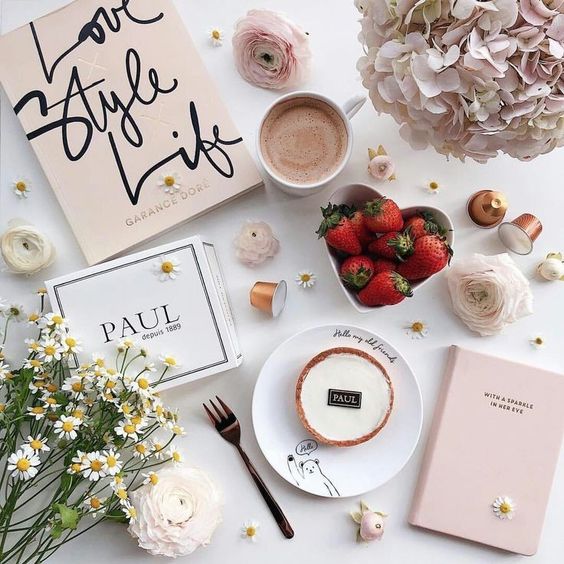 Love
Style
Life
GARANCE DORÉ
PAUL
depuis 1889
Hello my old friends
PAUL
Hello
WITH A SPARKLE
IN HER EYE